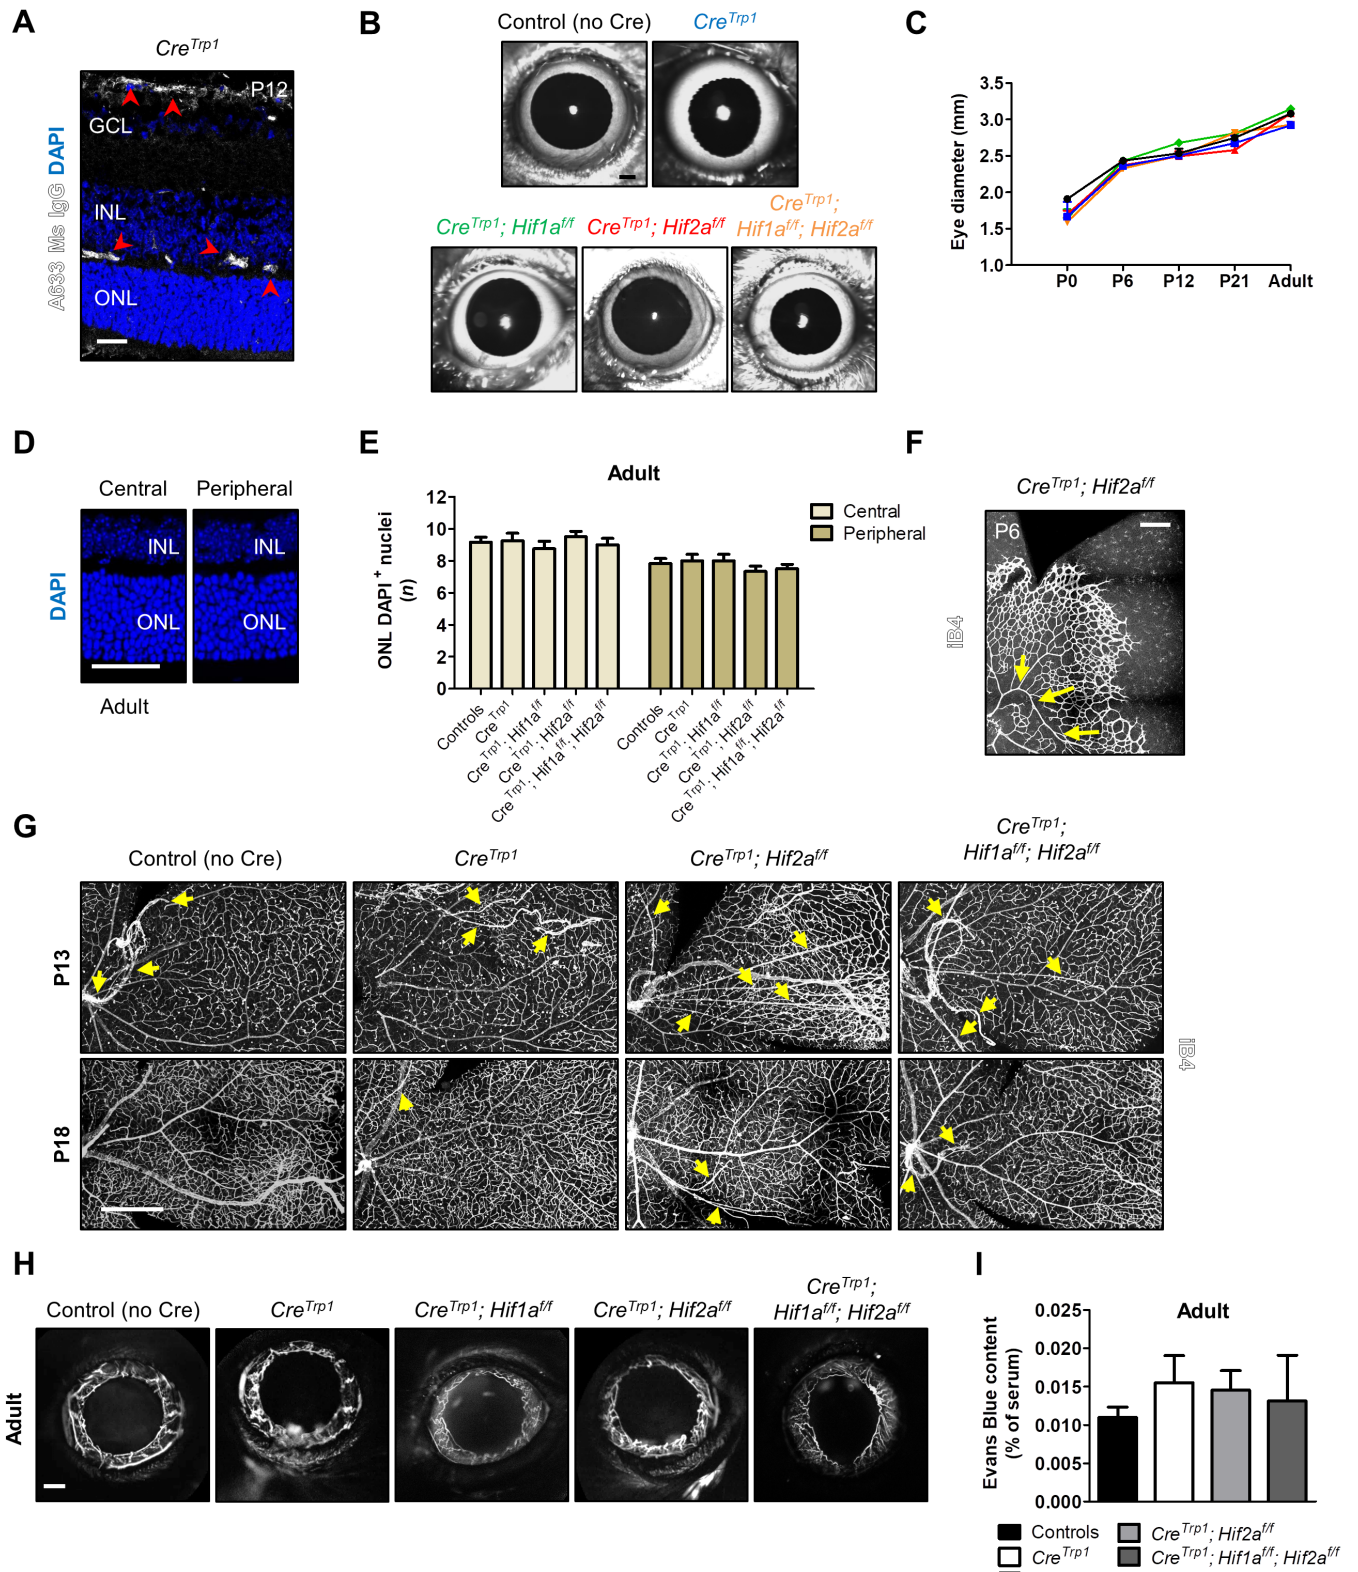 A
Cre^Trp1
P12
GCL
INL
ONL
A633 Ms IgG DAPI
B
Control (no Cre)
Cre^Trp1
Cre^Trp1; Hif1a^f/f
Cre^Trp1; Hif2a^f/f
Cre^Trp1;
Hif1a^f/f; Hif2a^f/f
C
Eye diameter (mm)
3.5
3.0
2.5
2.0
1.5
1.0
P0 P6 P12 P21 Adult
D
Central Peripheral
DAPI
INL INL
ONL ONL
Adult
E
Adult
ONL DAPI+ nuclei
(n)
12
10
8
6
4
2
0
Central
Peripheral
Controls
Cre^Trp1
Cre^Trp1; Hif1a^f/f
Cre^Trp1; Hif2a^f/f
Cre^Trp1; Hif1a^f/f; Hif2a^f/f
Controls
Cre^Trp1
Cre^Trp1; Hif1a^f/f
Cre^Trp1; Hif2a^f/f
Cre^Trp1; Hif1a^f/f; Hif2a^f/f
F
Cre^Trp1; Hif2a^f/f
P6
iB4
G
Control (no Cre)
Cre^Trp1
Cre^Trp1; Hif2a^f/f
Cre^Trp1;
Hif1a^f/f; Hif2a^f/f
P13
P18
iB4
H
Control (no Cre)
Cre^Trp1
Cre^Trp1; Hif1a^f/f
Cre^Trp1; Hif2a^f/f
Cre^Trp1;
Hif1a^f/f; Hif2a^f/f
Adult
I
Adult
Evans Blue content
(% of serum)
0.025
0.020
0.015
0.010
0.005
0.000
Controls
Cre^Trp1
Cre^Trp1; Hif2a^f/f
Cre^Trp1; Hif1a^f/f; Hif2a^f/f